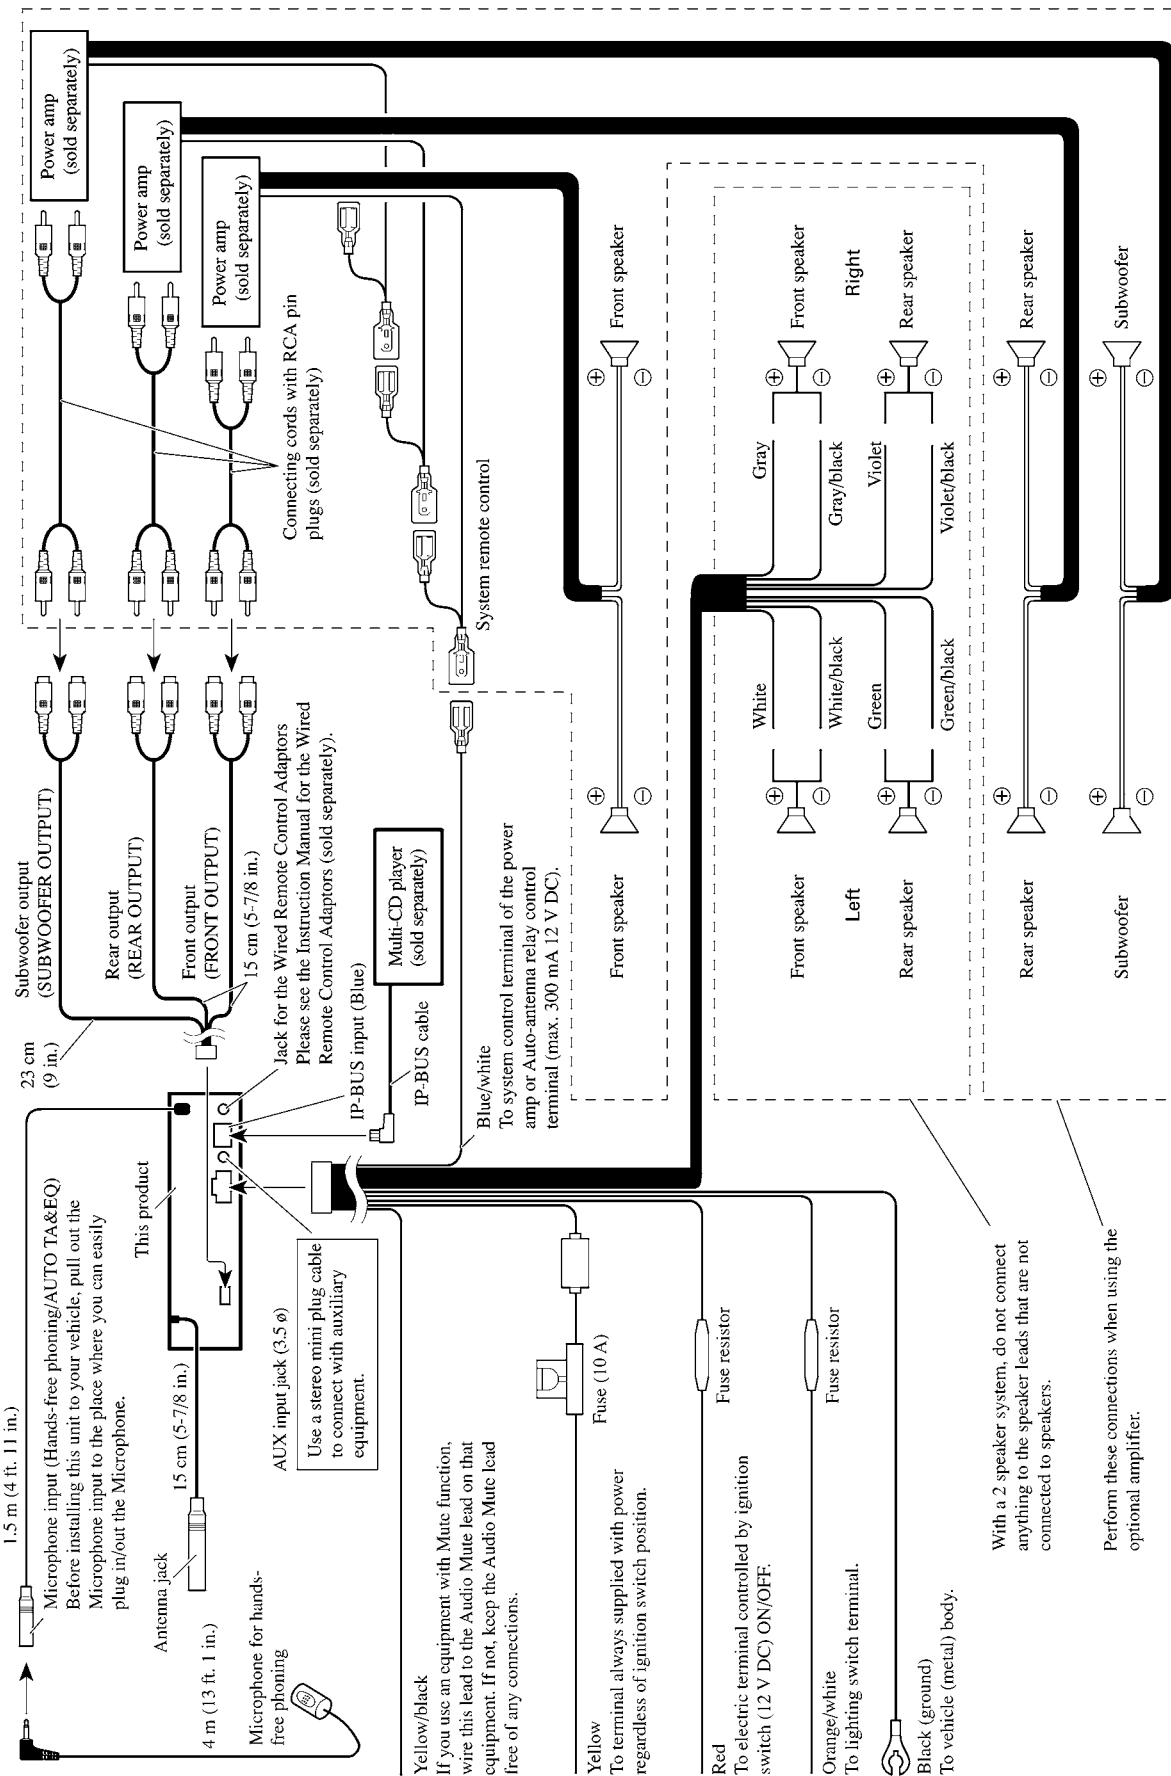 1.5 m (4 ft. 11 in.)
Microphone input (Hands-free phoning/AUTO TA&EQ)
Before installing this unit to your vehicle, pull out the
Microphone input to the place where you can easily
plug in/out the Microphone.
4 m (13 ft. 1 in.)
Microphone for hands-
free phoning
Antenna jack
15 cm (5-7/8 in.)
This product
AUX input jack (3.5 ø)
Use a stereo mini plug cable
to connect with auxiliary
equipment.
23 cm
(9 in.)
Subwoofer output
(SUBWOOFER OUTPUT)
Rear output
(REAR OUTPUT)
Front output
(FRONT OUTPUT)
15 cm (5-7/8 in.)
Jack for the Wired Remote Control Adaptors
Please see the Instruction Manual for the Wired
Remote Control Adaptors (sold separately).
IP-BUS input (Blue)
IP-BUS cable
Multi-CD player
(sold separately)
Power amp
(sold separately)
Power amp
(sold separately)
Power amp
(sold separately)
Connecting cords with RCA pin
plugs (sold separately)
System remote control
Blue/white
To system control terminal of the power
amp or Auto-antenna relay control
terminal (max. 300 mA 12 V DC).
Yellow/black
If you use an equipment with Mute function,
wire this lead to the Audio Mute lead on that
equipment. If not, keep the Audio Mute lead
free of any connections.
Yellow
To terminal always supplied with power
regardless of ignition switch position.
Fuse (10 A)
Red
To electric terminal controlled by ignition
switch (12 V DC) ON/OFF.
Fuse resistor
Orange/white
To lighting switch terminal.
Fuse resistor
Black (ground)
To vehicle (metal) body.
Front speaker
+
-
+
-
Front speaker
Front speaker
Left
Rear speaker
+
-
+
-
White
White/black
Green
Green/black
Gray
Gray/black
Violet
Violet/black
+
-
+
-
Front speaker
Right
Rear speaker
Rear speaker
+
-
+
-
Rear speaker
Subwoofer
+
-
+
-
Subwoofer
With a 2 speaker system, do not connect
anything to the speaker leads that are not
connected to speakers.
Perform these connections when using the
optional amplifier.